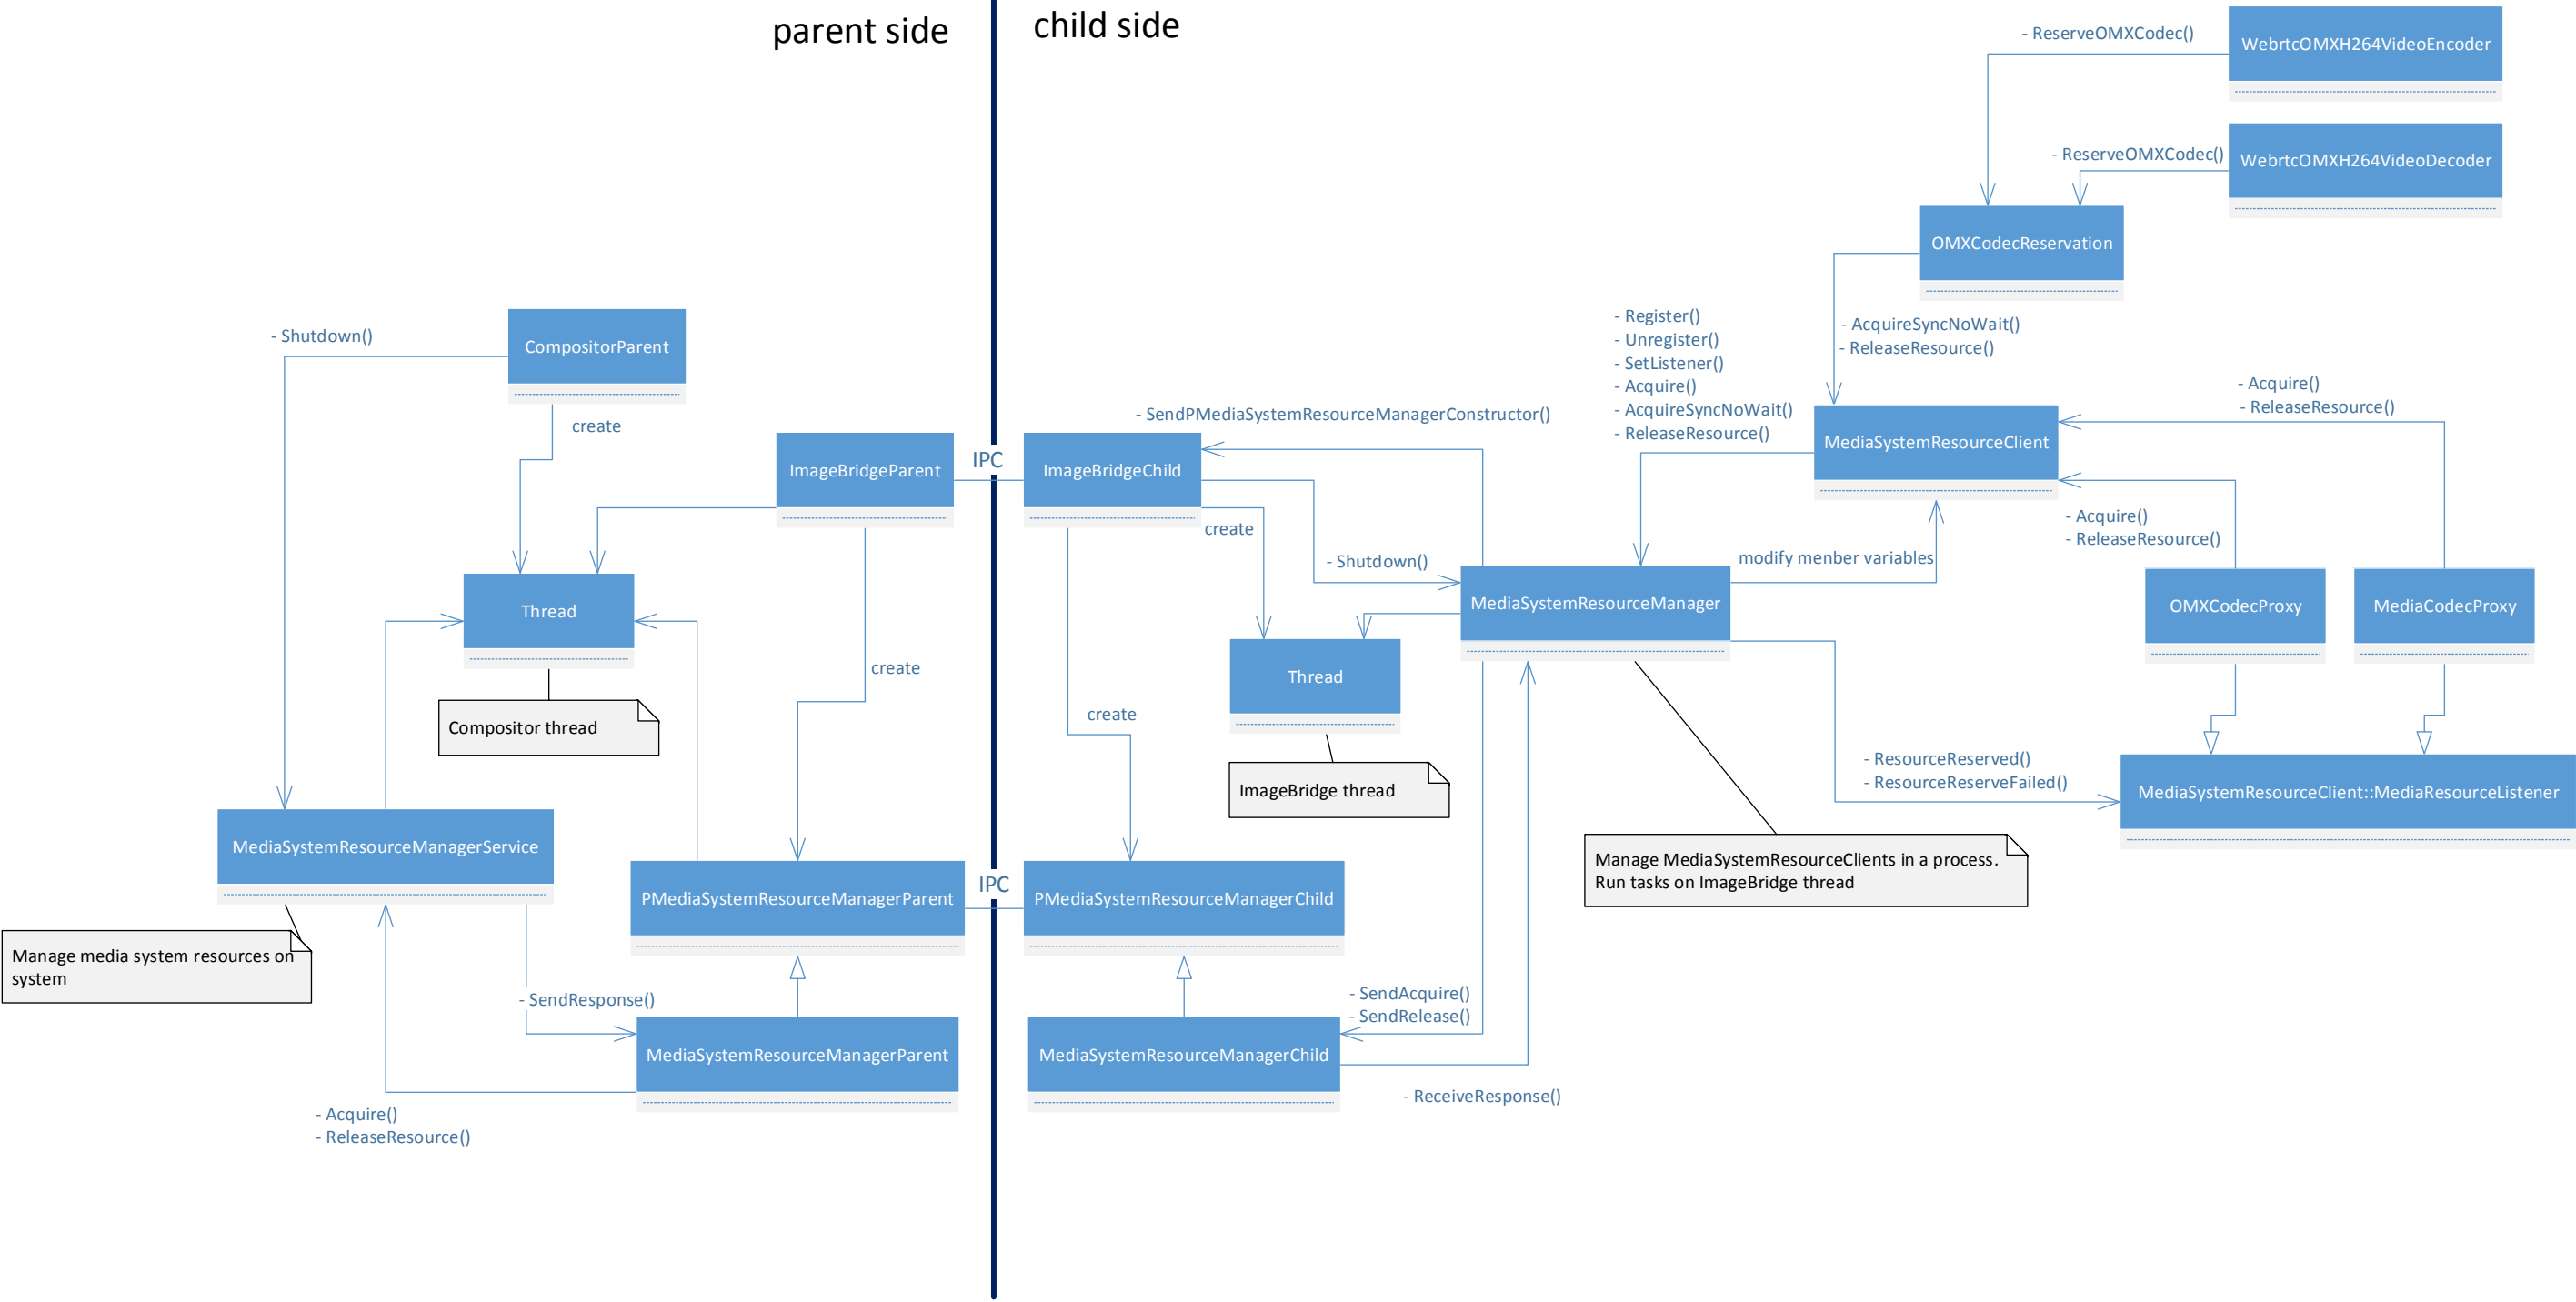 parent side
child side
- ReserveOMXCodec()
WebrtcOMXH264VideoEncoder
- ReserveOMXCodec()
WebrtcOMXH264VideoDecoder
OMXCodecReservation
- Register()
- Unregister()
- SetListener()
- Acquire()
- AcquireSyncNoWait()
- ReleaseResource()
- AcquireSyncNoWait()
- ReleaseResource()
- Shutdown()
CompositorParent
create
- SendPMediaSystemResourceManagerConstructor()
- Acquire()
- ReleaseResource()
ImageBridgeParent
IPC
ImageBridgeChild
MediaSystemResourceClient
create
- Shutdown()
modify menber variables
- Acquire()
- ReleaseResource()
Thread
MediaSystemResourceManager
OMXCodecProxy
MediaCodecProxy
create
Thread
Compositor thread
create
ImageBridge thread
- ResourceReserved()
- ResourceReserveFailed()
MediaSystemResourceClient::MediaResourceListener
MediaSystemResourceManagerService
Manage MediaSystemResourceClients in a process.
Run tasks on ImageBridge thread
PMediaSystemResourceManagerParent
IPC
PMediaSystemResourceManagerChild
Manage media system resources on
system
- SendResponse()
- SendAcquire()
- SendRelease()
MediaSystemResourceManagerParent
MediaSystemResourceManagerChild
- Acquire()
- ReleaseResource()
- ReceiveResponse()